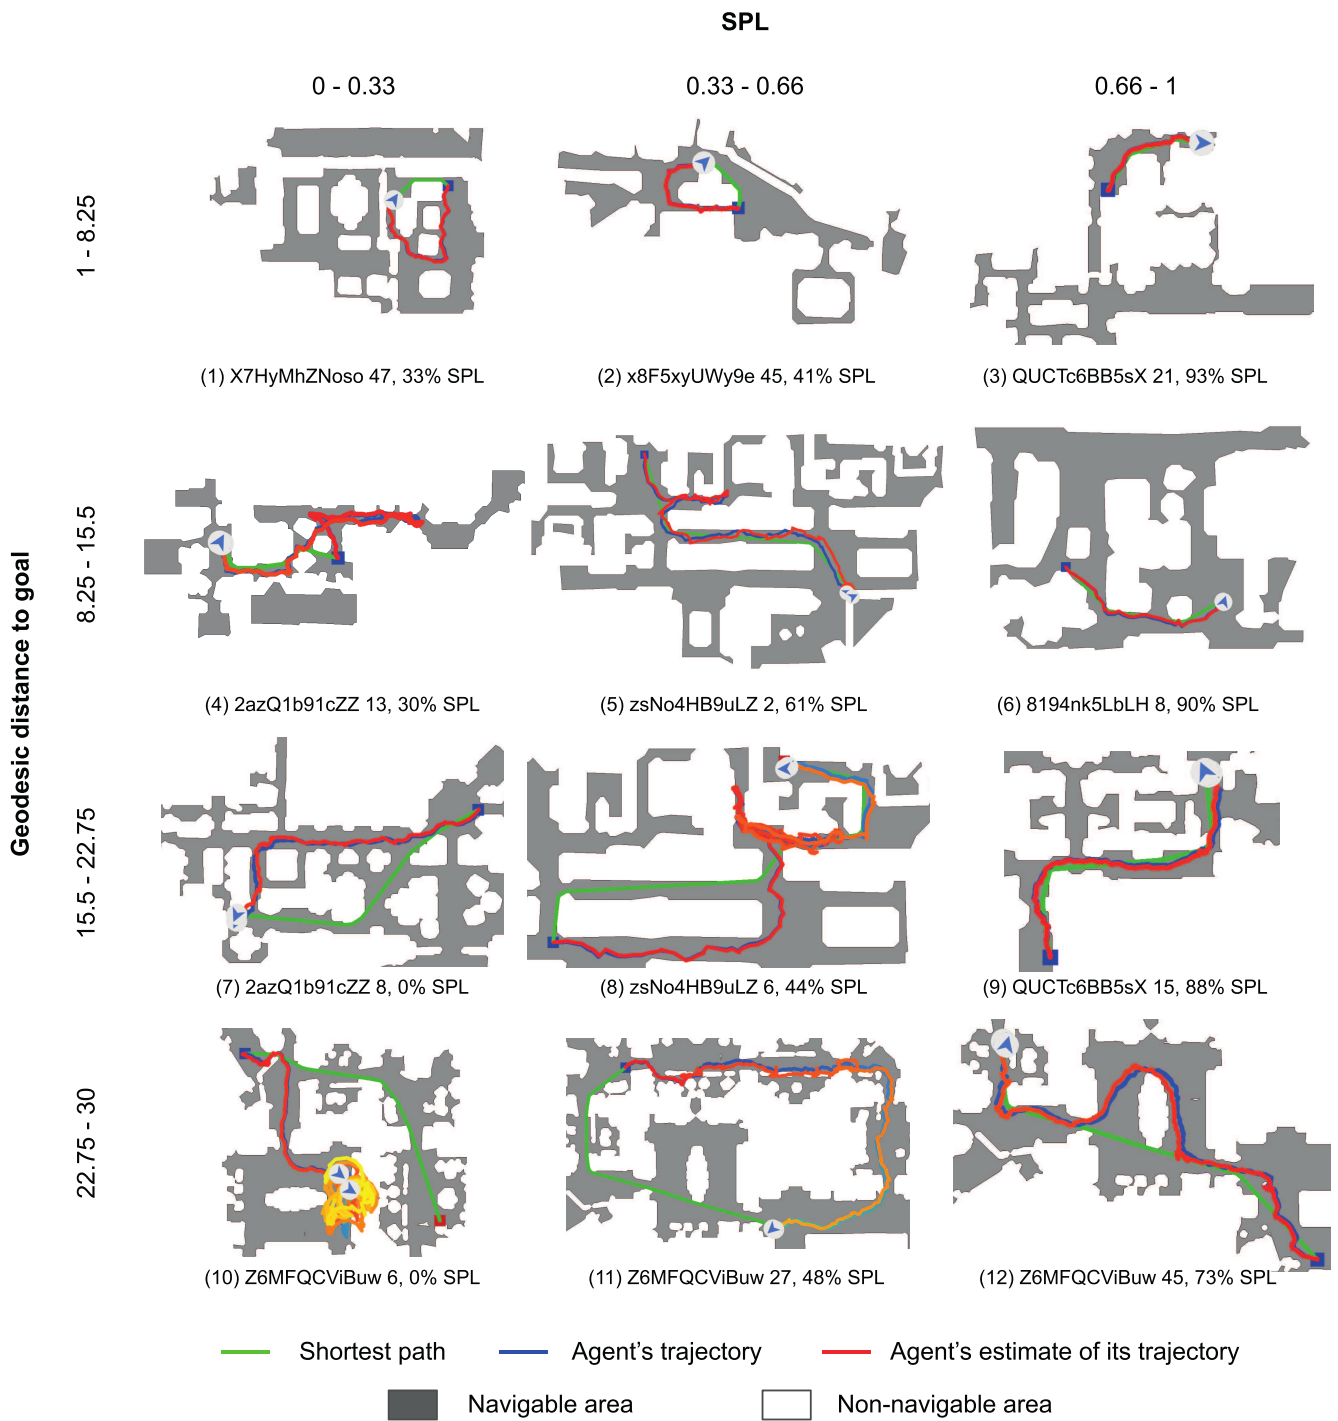 SPL
0 - 0.33
0.33 - 0.66
0.66 - 1
Geodesic distance to goal
1 - 8.25
(1) X7HyMhZNoso 47, 33% SPL
(2) x8F5xyUWy9e 45, 41% SPL
(3) QUCTc6BB5sX 21, 93% SPL
8.25 - 15.5
(4) 2azQ1b91cZZ 13, 30% SPL
(5) zsNo4HB9uLZ 2, 61% SPL
(6) 8194nk5LbLH 8, 90% SPL
15.5 - 22.75
(7) 2azQ1b91cZZ 8, 0% SPL
(8) zsNo4HB9uLZ 6, 44% SPL
(9) QUCTc6BB5sX 15, 88% SPL
22.75 - 30
(10) Z6MFQCViBuw 6, 0% SPL
(11) Z6MFQCViBuw 27, 48% SPL
(12) Z6MFQCViBuw 45, 73% SPL
Shortest path
Agent's trajectory
Agent's estimate of its trajectory
Navigable area
Non-navigable area